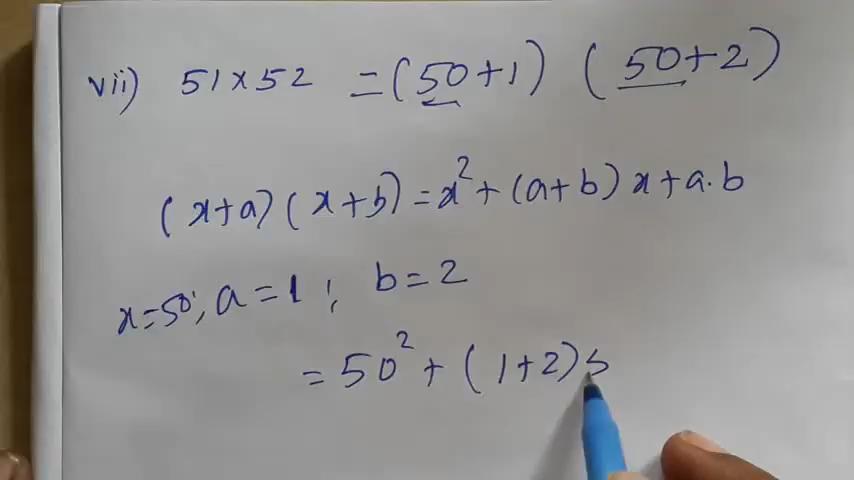 vii) 51×52 = (50+1) (50+2)
(x+a)(x+b)=x²+(a+b)x+a.b
x=50, a=1; b=2
=50²+(1+2)5